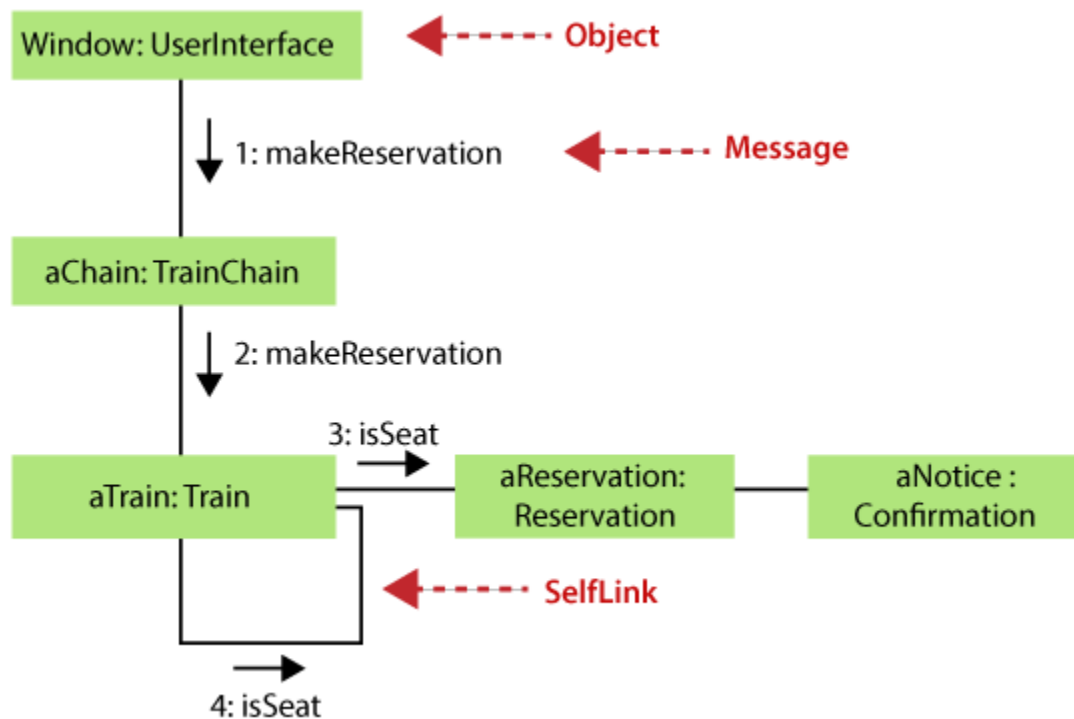 Window: UserInterface
Object
1: makeReservation
Message
aChain: TrainChain
2: makeReservation
3: isSeat
aTrain: Train
aReservation:
Reservation
aNotice :
Confirmation
SelfLink
4: isSeat